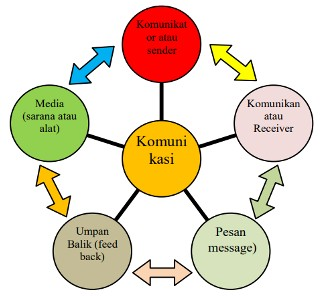 Komunikat
or atau
sender
Komunikan
atau
Receiver
Pesan
message)
Umpan
Balik (feed
back)
Media
(sarana atau
alat)
Komuni
kasi